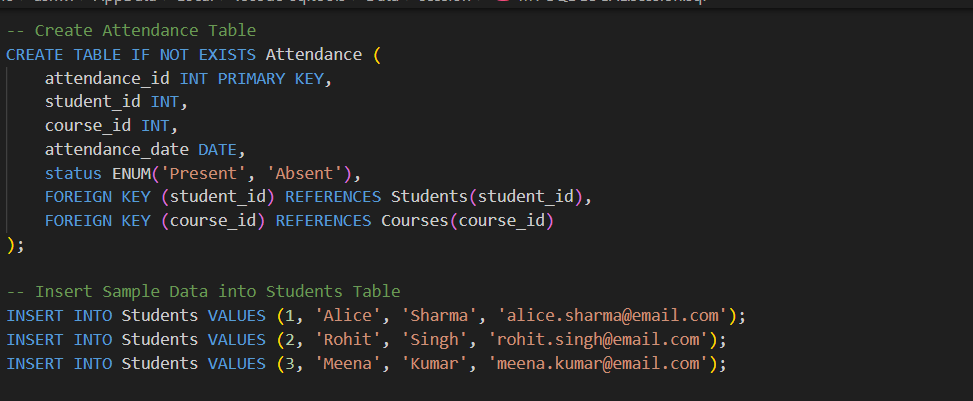 -- Create Attendance Table
CREATE TABLE IF NOT EXISTS Attendance (
    attendance_id INT PRIMARY KEY,
    student_id INT,
    course_id INT,
    attendance_date DATE,
    status ENUM('Present', 'Absent'),
    FOREIGN KEY (student_id) REFERENCES Students(student_id),
    FOREIGN KEY (course_id) REFERENCES Courses(course_id)
);
-- Insert Sample Data into Students Table
INSERT INTO Students VALUES (1, 'Alice', 'Sharma', 'alice.sharma@email.com');
INSERT INTO Students VALUES (2, 'Rohit', 'Singh', 'rohit.singh@email.com');
INSERT INTO Students VALUES (3, 'Meena', 'Kumar', 'meena.kumar@email.com');